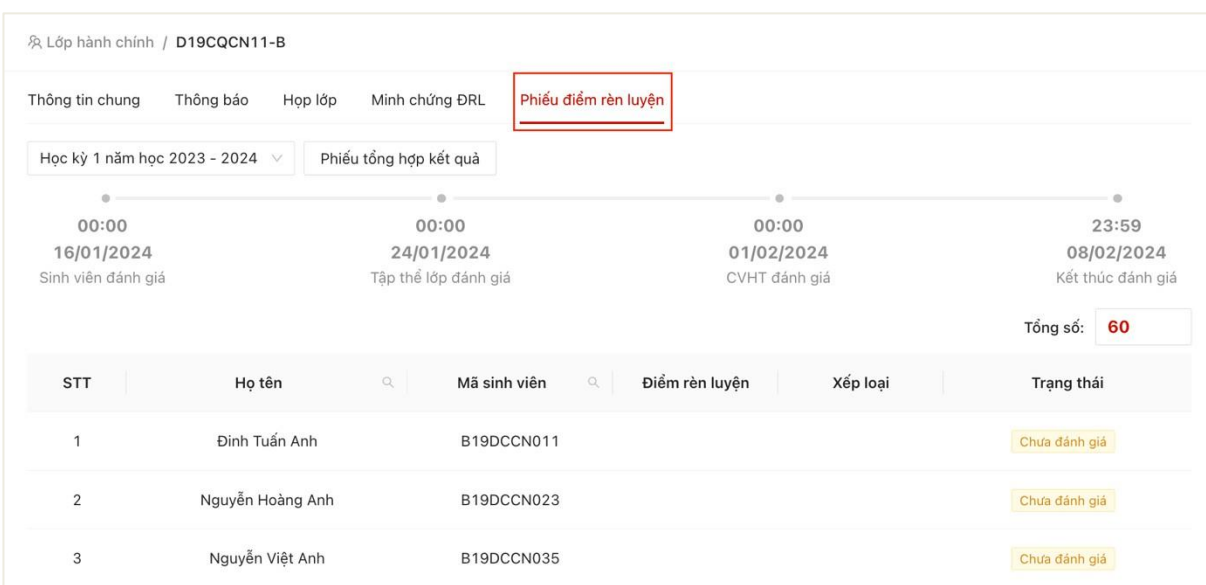 Lớp hành chính / D19CQCN11-B
Thông tin chung Thông báo Họp lớp Minh chứng ĐRL Phiếu điểm rèn luyện
Học kỳ 1 năm học 2023 - 2024 Phiếu tổng hợp kết quả
00:00 00:00 00:00 23:59
16/01/2024 24/01/2024 01/02/2024 08/02/2024
Sinh viên đánh giá Tập thể lớp đánh giá CVHT đánh giá Kết thúc đánh giá
Tổng số: 60
STT Họ tên Mã sinh viên Điểm rèn luyện Xếp loại Trạng thái
1 Đinh Tuấn Anh B19DCCN011 Chưa đánh giá
2 Nguyễn Hoàng Anh B19DCCN023 Chưa đánh giá
3 Nguyễn Việt Anh B19DCCN035 Chưa đánh giá